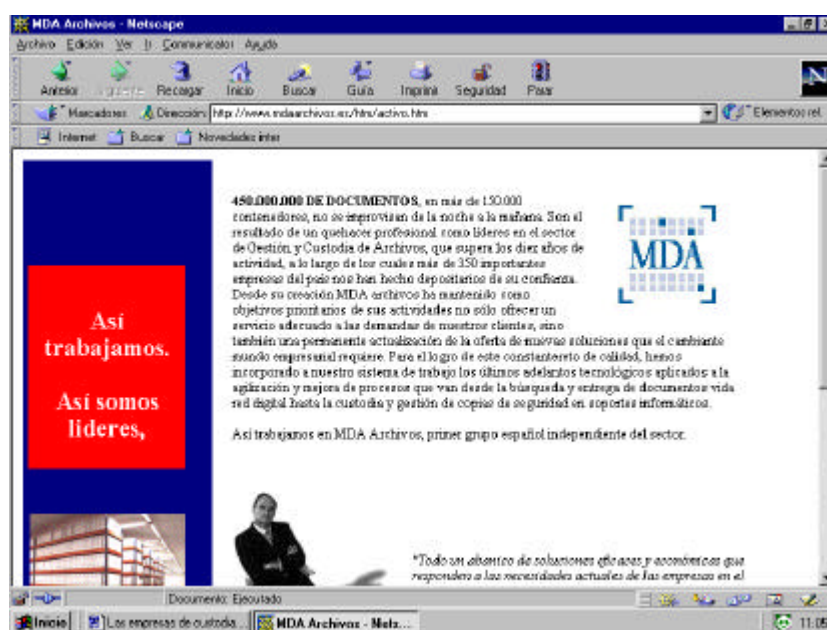 MDA Archivos - Netscape
Archivo Edición Ver Ir Communicator Ayuda
Anterior Siguiente Recargar Inicio Buscar Guía Imprimir Seguridad Parar
Marcadores Dirección: http://www.mdaarchivos.es/htm/activo.htm Elementos rel.
Internet Buscar Novedades inter
450.000.000 DE DOCUMENTOS, en más de 150.000
contenedores, no se improvisan de la noche a la mañana. Son el
resultado de un quehacer profesional como líderes en el sector
de Gestión y Custodia de Archivos, que supera los diez años de
actividad, a lo largo de los cuales más de 350 importantes
empresas del país nos han hecho depositarios de su confianza.
Desde su creación MDA archivos ha mantenido como
objetivos prioritarios de sus actividades no sólo ofrecer un
servicio adecuado a las demandas de nuestros clientes, sino
también una permanente actualización de la oferta de nuevas soluciones que el cambiante
mundo empresarial requiere. Para el logro de este constante reto de calidad, hemos
incorporado a nuestro sistema de trabajo los últimos adelantos tecnológicos aplicados a la
agilización y mejora de procesos que van desde la búsqueda y entrega de documentos vida
red digital hasta la custodia y gestión de copias de seguridad en soportes informáticos.
Así trabajamos en MDA Archivos, primer grupo español independiente del sector.
MDA
Así
trabajamos.
Así somos
lideres,
"Todo un abanico de soluciones eficaces y económicas que
responden a las necesidades actuales de las empresas en el
Documento: Ejecutado
Inicio Las empresas de custodia... MDA Archivos - Nets... 11:05